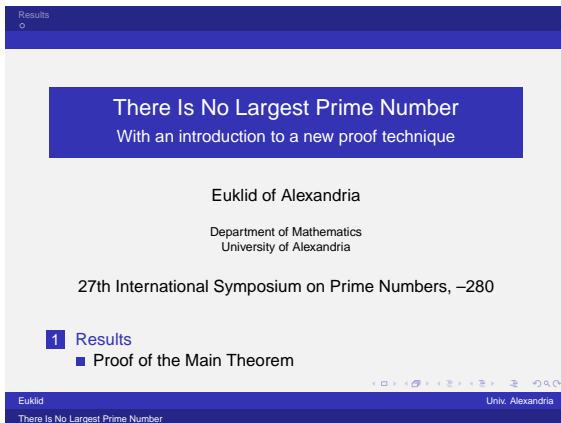 Results
There Is No Largest Prime Number
With an introduction to a new proof technique
Euklid of Alexandria
Department of Mathematics
University of Alexandria
27th International Symposium on Prime Numbers, –280
1 Results
Proof of the Main Theorem
Euklid Univ. Alexandria
There Is No Largest Prime Number